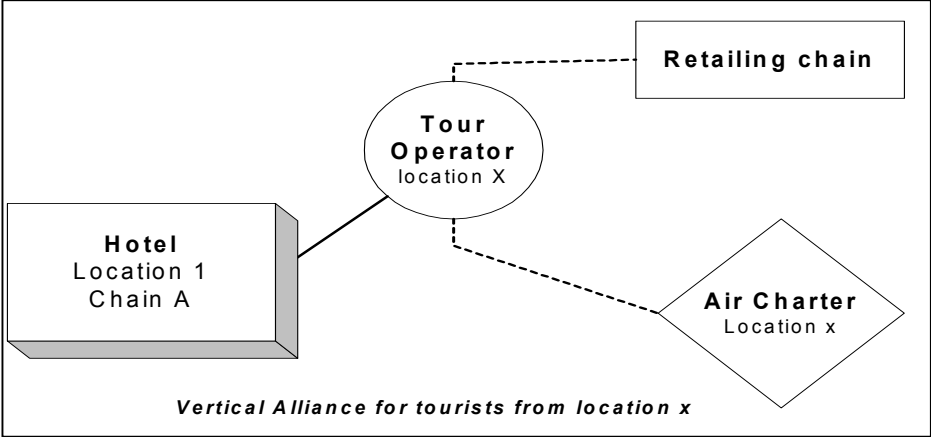 Retailing chain
Tour
Operator
location X
Hotel
Location 1
Chain A
Air Charter
Location x
Vertical Alliance for tourists from location x